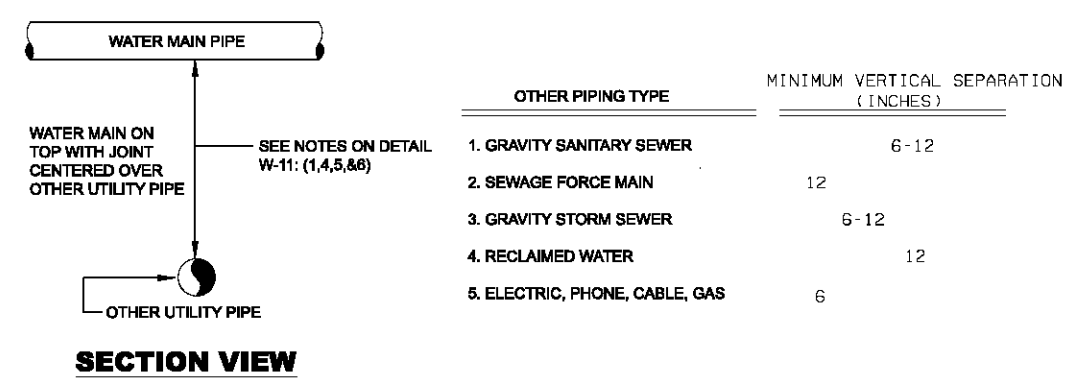 WATER MAIN PIPE
WATER MAIN ON
TOP WITH JOINT
CENTERED OVER
OTHER UTILITY PIPE
SEE NOTES ON DETAIL
W-11: (1,4,5,&6)
OTHER UTILITY PIPE
SECTION VIEW
OTHER PIPING TYPE
MINIMUM VERTICAL SEPARATION
(INCHES)
1. GRAVITY SANITARY SEWER 6-12
2. SEWAGE FORCE MAIN 12
3. GRAVITY STORM SEWER 6-12
4. RECLAIMED WATER 12
5. ELECTRIC, PHONE, CABLE, GAS 6